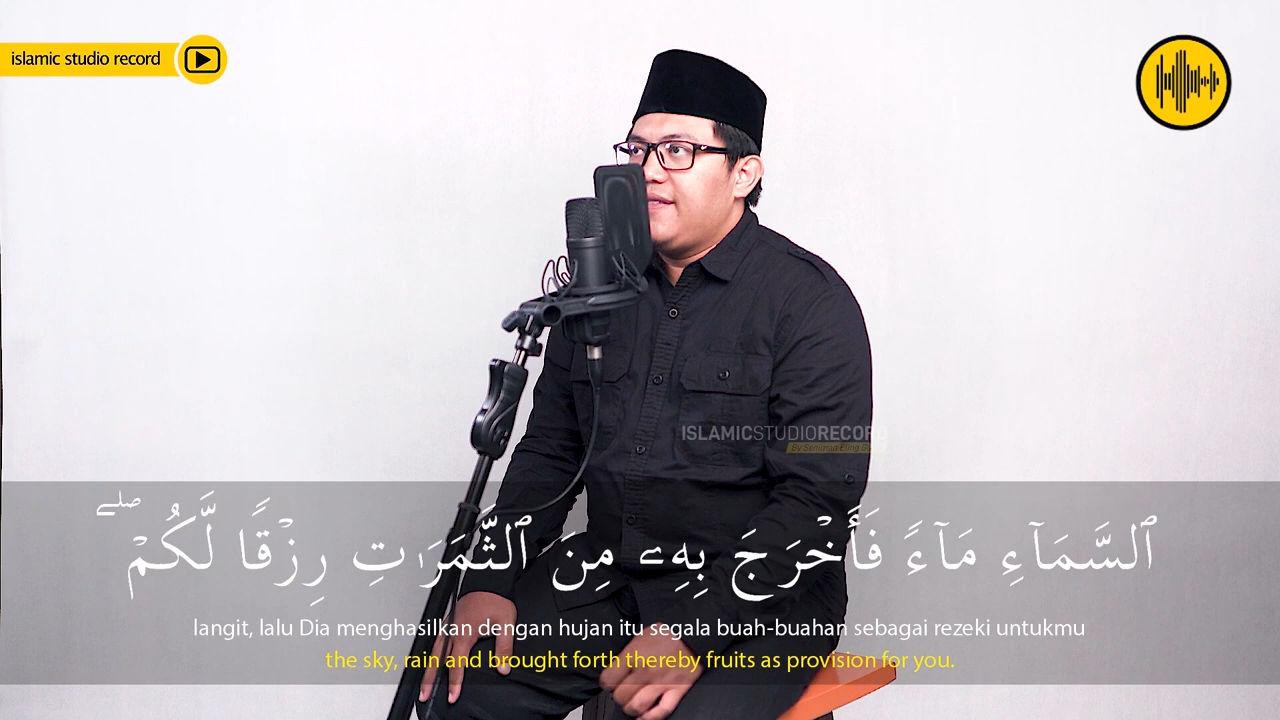 islamic studio record
ISLAMICSTUDIORECORD
ٱلسَّمَآءِ مَآءً فَأَخْرَجَ بِهِۦ مِنَ ٱلثَّمَرَٰتِ رِزْقًا لَّكُمْ ۖ
langit, lalu Dia menghasilkan dengan hujan itu segala buah-buahan sebagai rezeki untukmu
the sky, rain and brought forth thereby fruits as provision for you.